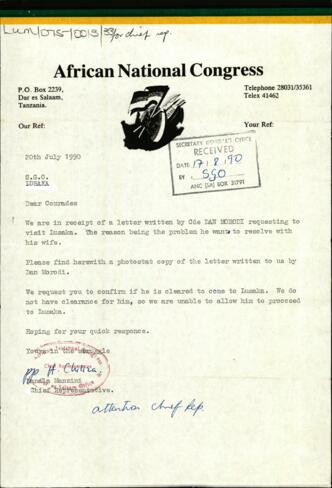 LUM/075/0013/39/for chief rep.
African National Congress
P.O. Box 2239,
Dar es Salaam,
Tanzania.
Telephone 28031/35361
Telex 41462
Our Ref:
Your Ref:
SECRETARY GENERAL'S OFFICE
RECEIVED
DATE 17/8/90
BY SGO
ANC (SA) BOX 31791
20th July 1990
S.G.O.
LUSAKA
Dear Comrades
We are in receipt of a letter written by Cde DAN MORODI requesting to
visit Lusaka. The reason being the problem he wants to resolve with
his wife.
Please find herewith a photostat copy of the letter written to us by
Dan Morodi.
We request you to confirm if he is cleared to come to Lusaka. We do
not have clearance for him, so we are unable to allow him to proceed
to Lusaka.
Hoping for your quick responce.
Yours in the struggle
pp
Manzini
Chief Representative.
attention chief Rep.